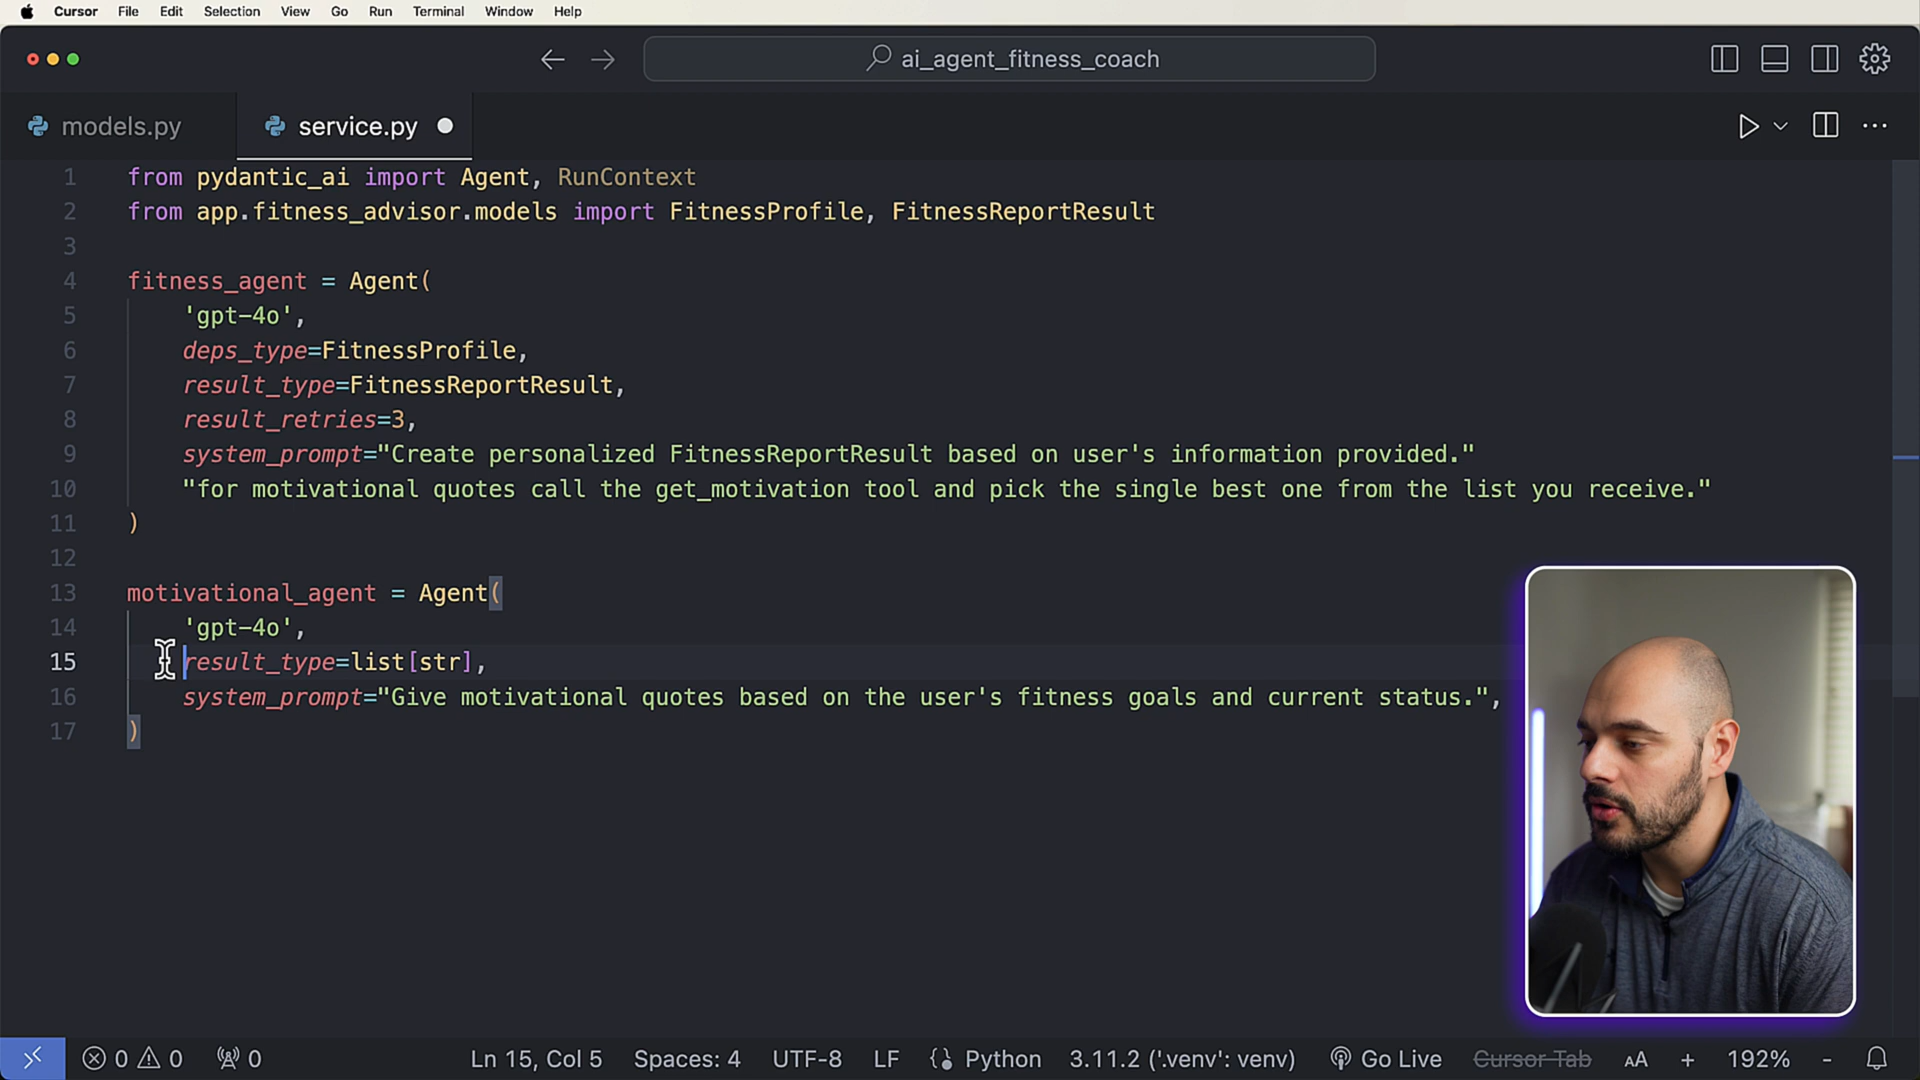 Cursor File Edit Selection View Go Run Terminal Window Help
ai_agent_fitness_coach
models.py service.py
1 from pydantic_ai import Agent, RunContext
2 from app.fitness_advisor.models import FitnessProfile, FitnessReportResult
3
4 fitness_agent = Agent(
5 'gpt-4o',
6 deps_type=FitnessProfile,
7 result_type=FitnessReportResult,
8 result_retries=3,
9 system_prompt="Create personalized FitnessReportResult based on user's information provided."
10 "for motivational quotes call the get_motivation tool and pick the single best one from the list you receive."
11 )
12
13 motivational_agent = Agent(
14 'gpt-4o',
15 result_type=list[str],
16 system_prompt="Give motivational quotes based on the user's fitness goals and current status.",
17 )
0 0 0 Ln 15, Col 5 Spaces: 4 UTF-8 LF Python 3.11.2 ('.venv': venv) Go Live Cursor Tab AA + 192% -